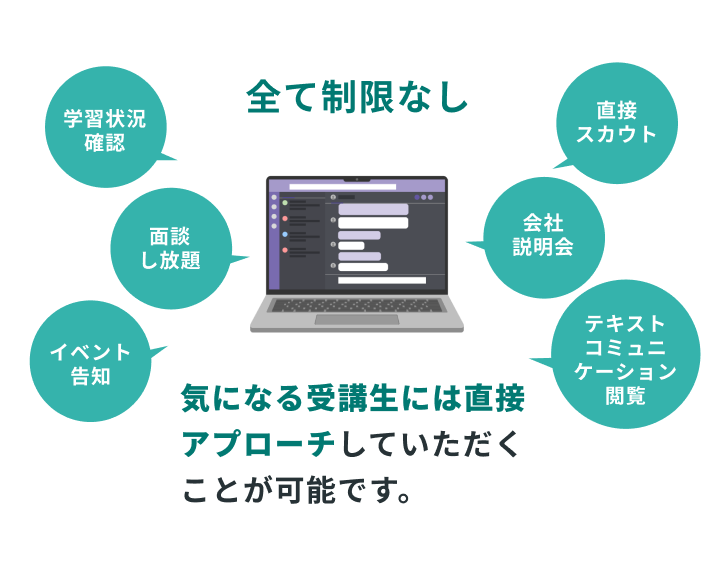 全て制限なし
学習状況
確認
面談
し放題
イベント
告知
直接
スカウト
会社
説明会
テキスト
コミュニ
ケーション
閲覧
気になる受講生には直接
アプローチしていただく
ことが可能です。